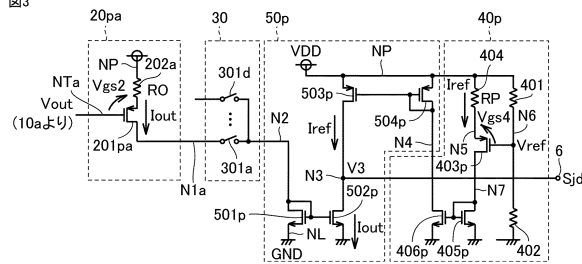 図3
20pa
30
50p
40p
NP
202a
301d
VDD
NP
404
401
NTa
Vgs2
RO
503p
Iref
RP
N6
Vout
Iout
N2
504p
Vgs4
(10aより)
Iref
N5
Vref
201pa
N4
403p
6
N1a
301a
N3
V3
N7
Sjd
501p
502p
NL
Iout
GND
406p
405p
402